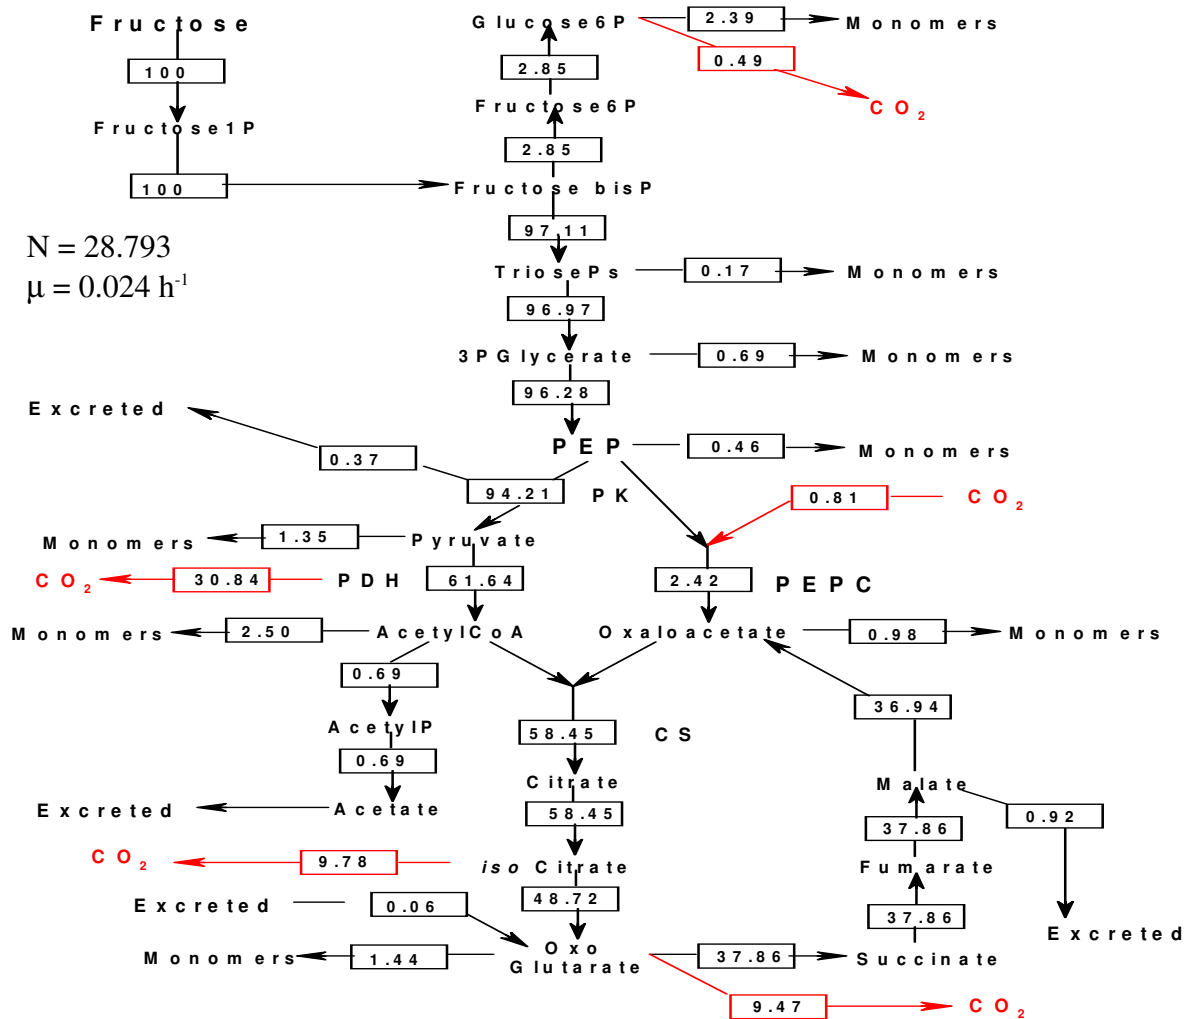 Fructose
Glucose6P
2.39
Monomers
100
2.85
0.49
CO2
Fructose6P
Fructose1P
2.85
100
Fructose bisP
N = 28.793
97.11
μ = 0.024 h-1
TriosePs
0.17
Monomers
96.97
3PGlycerate
0.69
Monomers
96.28
Excreted
PEP
0.46
Monomers
0.37
94.21
PK
0.81
CO2
Monomers
1.35
Pyruvate
CO2
30.84
PDH
61.64
2.42
PEPC
Monomers
2.50
AcetylCoA
Oxaloacetate
0.98
Monomers
0.69
36.94
AcetylP
58.45
CS
0.69
Citrate
Malate
Excreted
Acetate
58.45
37.86
0.92
CO2
9.78
iso Citrate
Fumarate
Excreted
0.06
48.72
37.86
Excreted
Monomers
1.44
Oxo
Glutarate
37.86
Succinate
9.47
CO2